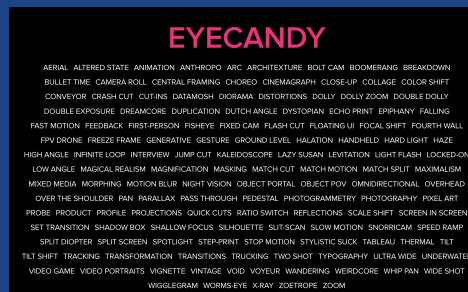 EYECANDY
AERIAL ALTERED STATE ANIMATION ANTHROPO ARC ARCHITEXTURE BOLT CAM BOOMERANG BREAKDOWN
BULLET TIME CAMERA ROLL CENTRAL FRAMING CHOREO CINEMAGRAPH CLOSE-UP COLLAGE COLOR SHIFT
CONVEYOR CRASH CUT CUT-INS DATAMOSH DIORAMA DISTORTIONS DOLLY DOLLY ZOOM DOUBLE DOLLY
DOUBLE EXPOSURE DREAMCORE DUPLICATION DUTCH ANGLE DYSTOPIAN ECHO PRINT EPIPHANY FALLING
FAST MOTION FEEDBACK FIRST-PERSON FISHEYE FIXED CAM FLASH CUT FLOATING UI FOCAL SHIFT FOURTH WALL
FPV DRONE FREEZE FRAME GENERATIVE GESTURE GROUND LEVEL HALATION HANDHELD HARD LIGHT HAZE
HIGH ANGLE INFINITE LOOP INTERVIEW JUMP CUT KALEIDOSCOPE LAZY SUSAN LEVITATION LIGHT FLASH LOCKED-ON
LOW ANGLE MAGICAL REALISM MAGNIFICATION MASKING MATCH CUT MATCH MOTION MATCH SPLIT MAXIMALISM
MIXED MEDIA MORPHING MOTION BLUR NIGHT VISION OBJECT PORTAL OBJECT POV OMNIDIRECTIONAL OVERHEAD
OVER THE SHOULDER PAN PARALLAX PASS THROUGH PEDESTAL PHOTOGRAMMETRY PHOTOGRAPHY PIXEL ART
PROBE PRODUCT PROFILE PROJECTIONS QUICK CUTS RATIO SWITCH REFLECTIONS SCALE SHIFT SCREEN IN SCREEN
SET TRANSITION SHADOW BOX SHALLOW FOCUS SILHOUETTE SLIT-SCAN SLOW MOTION SNORRICAM SPEED RAMP
SPLIT DIOPTER SPLIT SCREEN SPOTLIGHT STEP-PRINT STOP MOTION STYLISTIC SUCK TABLEAU THERMAL TILT
TILT SHIFT TRACKING TRANSFORMATION TRANSITIONS TRUCKING TWO SHOT TYPOGRAPHY ULTRA WIDE UNDERWATE
VIDEO GAME VIDEO PORTRAITS VIGNETTE VINTAGE VOID VOYEUR WANDERING WEIRDCORE WHIP PAN WIDE SHOT
WIGGLEGRAM WORMS-EYE X-RAY ZOETROPE ZOOM